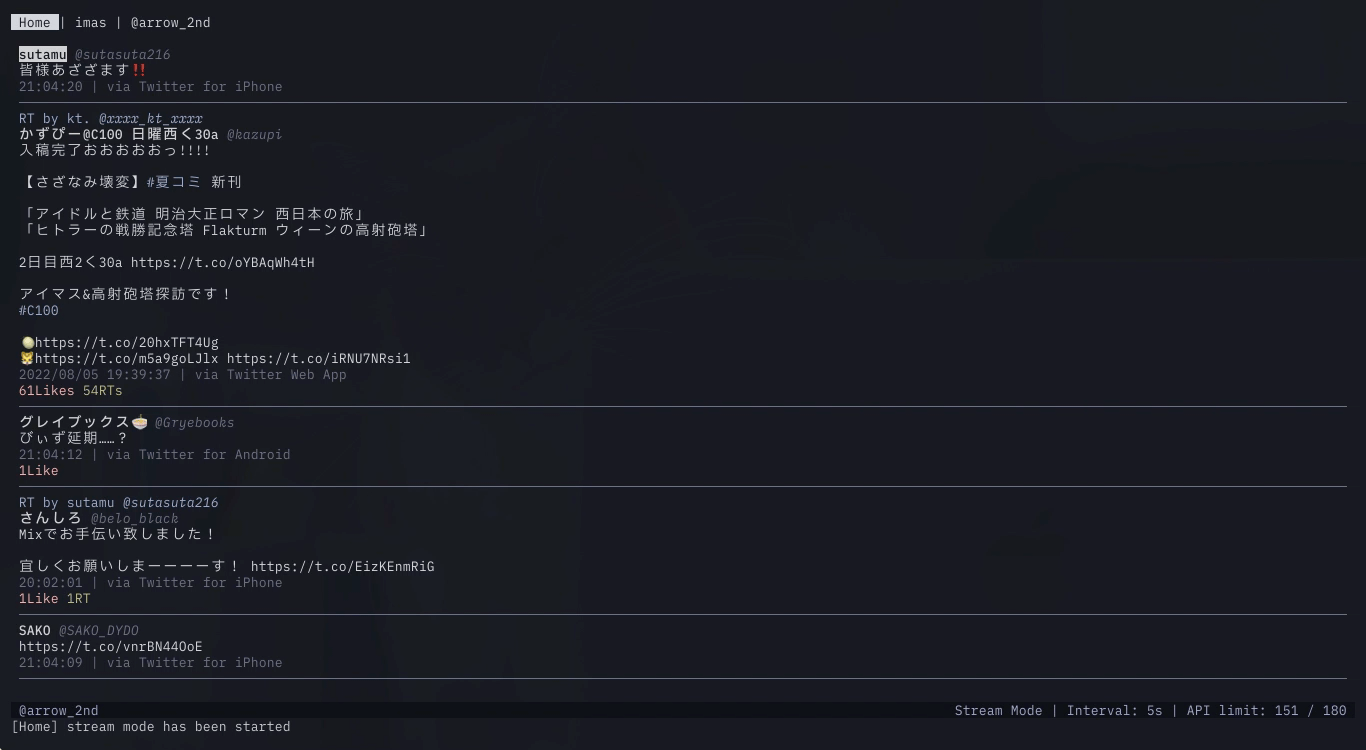 Home | imas | @arrow_2nd
sutamu @sutasuta216
皆様あざざます‼️
21:04:20 | via Twitter for iPhone
RT by kt. @xxxx_kt_xxxx
かずぴー@C100 日曜西く30a @kazupi
入稿完了おおおおおっ!!!!
【さざなみ壊変】#夏コミ 新刊
「アイドルと鉄道 明治大正ロマン 西日本の旅」
「ヒトラーの戦勝記念塔 Flakturm ウィーンの高射砲塔」
2日目西2く30a https://t.co/oYBAqWh4tH
アイマス&高射砲塔探訪です！
#C100
🥚https://t.co/20hxTFT4Ug
🐯https://t.co/m5a9goLJlx https://t.co/iRNU7NRsi1
2022/08/05 19:39:37 | via Twitter Web App
61Likes 54RTs
グレイブックス🍲 @Gryebooks
びぃず延期……？
21:04:12 | via Twitter for Android
1Like
RT by sutamu @sutasuta216
さんしろ @belo_black
Mixでお手伝い致しました！
宜しくお願いしまーーーーす！ https://t.co/EizKEnmRiG
20:02:01 | via Twitter for iPhone
1Like 1RT
SAKO @SAKO_DYDO
https://t.co/vnrBN44OoE
21:04:09 | via Twitter for iPhone
@arrow_2nd Stream Mode | Interval: 5s | API limit: 151 / 180
[Home] stream mode has been started